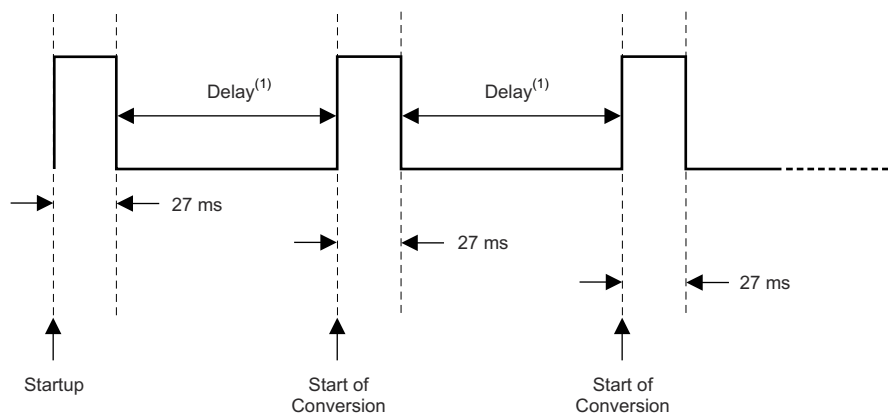 Delay(1)
Delay(1)
27 ms
27 ms
27 ms
Startup
Start of
Conversion
Start of
Conversion